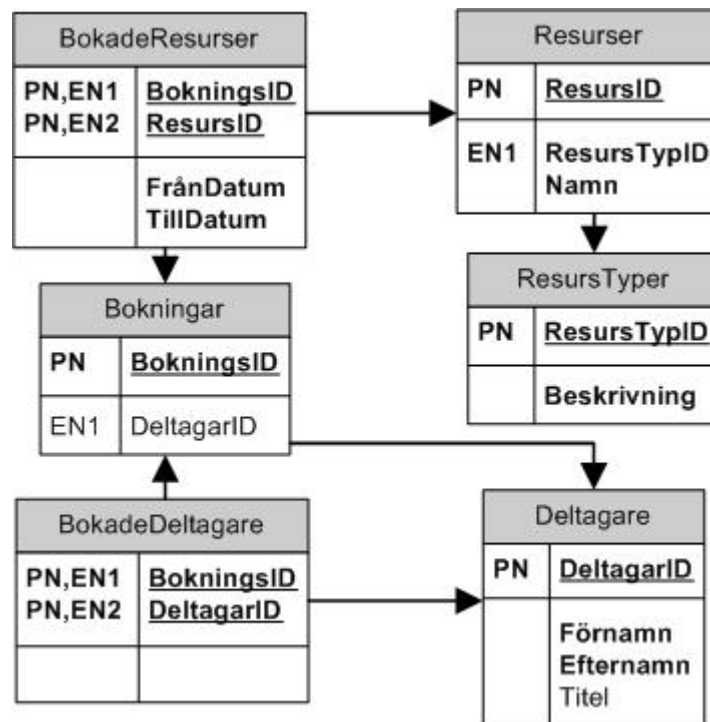 BokadeResurser
PN,EN1 BokningsID
PN,EN2 ResursID
FrånDatum
TillDatum
Resurser
PN ResursID
EN1 ResursTypID
Namn
Bokningar
PN BokningsID
EN1 DeltagarID
ResursTyper
PN ResursTypID
Beskrivning
BokadeDeltagare
PN,EN1 BokningsID
PN,EN2 DeltagarID
Deltagare
PN DeltagarID
Förnamn
Efternamn
Titel